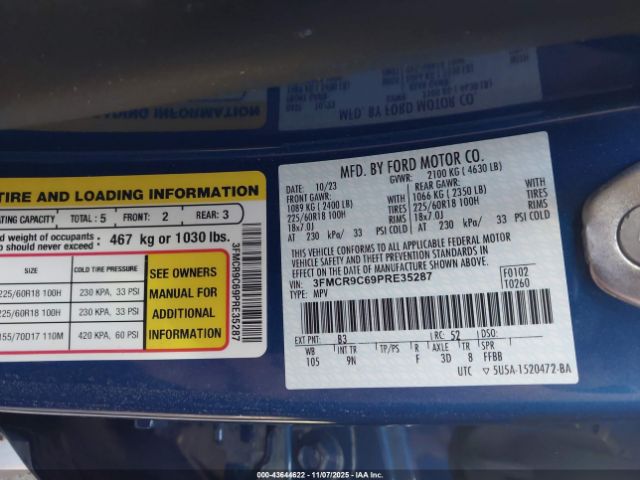 MFD. BY FORD MOTOR CO.
DATE: 10/23 GVWR: 2100 KG ( 4630 LB)
FRONT GAWR: REAR GAWR:
1089 KG ( 2400 LB) 1066 KG ( 2350 LB)
225/60R18 100H TIRES 225/60R18 100H TIRES
18x7.0J RIMS 18x7.0J RIMS
AT 230 kPa/ 33 PSI COLD AT 230 kPa/ 33 PSI COLD
THIS VEHICLE CONFORMS TO ALL APPLICABLE FEDERAL MOTOR
VEHICLE SAFETY AND THEFT PREVENTION STANDARDS IN EFFECT
ON THE DATE OF MANUFACTURE SHOWN ABOVE.
VIN: 3FMCR9C69PRE35287 F0102
TYPE: MPV T0260
EXT PNT: B3 RC: 52 DSO:
WB INT TR TP/PS R AXLE TR SPR
105 9N F 3D 8 FFBB
UTC ▽ 5U5A-1520472-BA
TIRE AND LOADING INFORMATION
ATING CAPACITY TOTAL : 5 FRONT: 2 REAR: 3
d weight of occupants :
o should never exceed : 467 kg or 1030 lbs.
SIZE COLD TIRE PRESSURE
225/60R18 100H 230 KPA, 33 PSI
225/60R18 100H 230 KPA, 33 PSI
155/70D17 110M 420 KPA, 60 PSI
SEE OWNERS
MANUAL FOR
ADDITIONAL
INFORMATION
3FMCR9C69PRE35287
000-43644622 - 11/07/2025 - COPYRIGHT IAA, LLC.